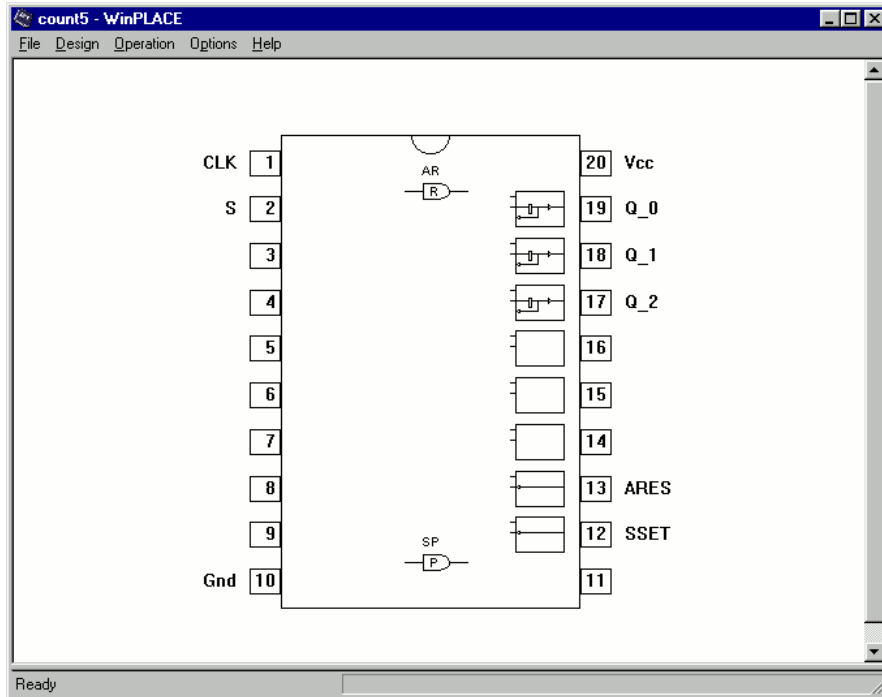 count5 - WinPLACE
File Design Operation Options Help
AR
CLK 1 20 Vcc
R
S 2 19 Q_0
3 18 Q_1
4 17 Q_2
5 16
6 15
7 14
8 13 ARES
9 12 SSET
SP
P
Gnd 10 11
Ready